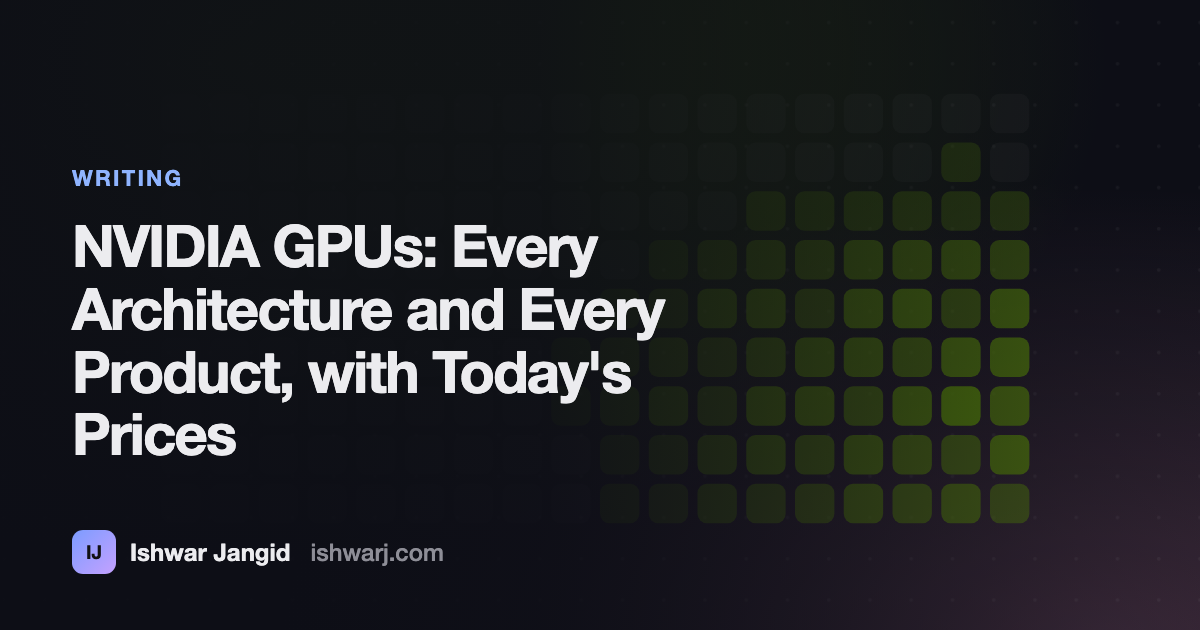 WRITING
NVIDIA GPUs: Every
Architecture and Every
Product, with Today's
Prices
IJ
Ishwar Jangid
ishwarj.com